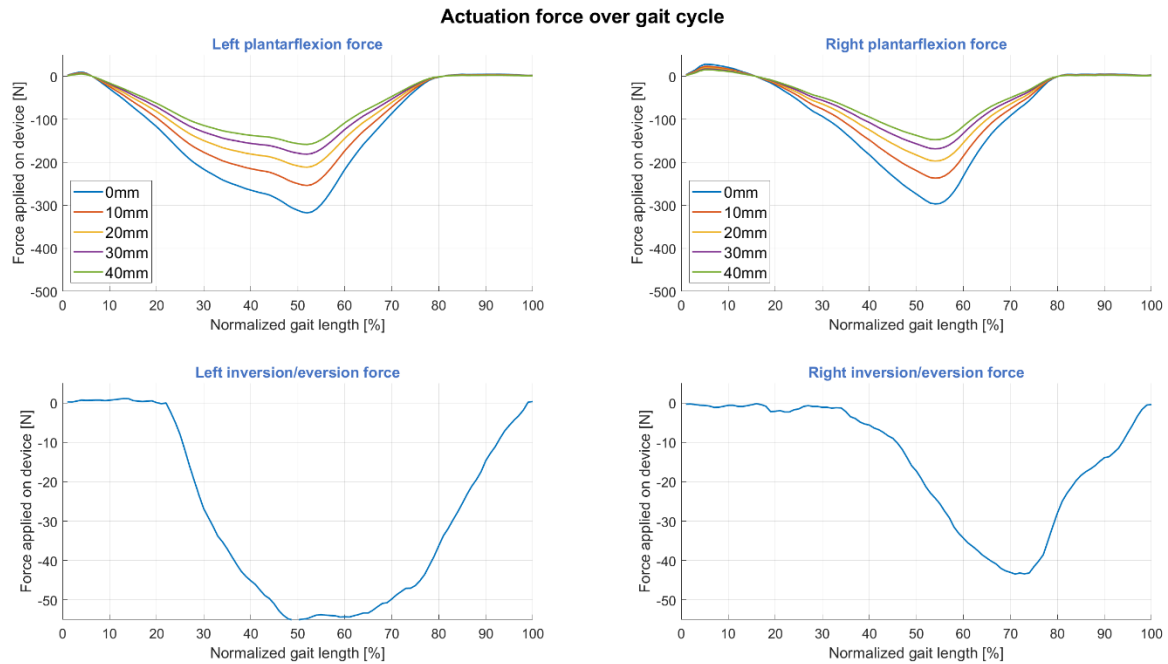 Actuation force over gait cycle
Left plantarflexion force
Force applied on device [N]
0
-100
-200
-300
-400
-500
0mm
10mm
20mm
30mm
40mm
0 10 20 30 40 50 60 70 80 90 100
Normalized gait length [%]
Right plantarflexion force
Force applied on device [N]
0
-100
-200
-300
-400
-500
0mm
10mm
20mm
30mm
40mm
0 10 20 30 40 50 60 70 80 90 100
Normalized gait length [%]
Left inversion/eversion force
Force applied on device [N]
0
-10
-20
-30
-40
-50
0 10 20 30 40 50 60 70 80 90 100
Normalized gait length [%]
Right inversion/eversion force
Force applied on device [N]
0
-10
-20
-30
-40
-50
0 10 20 30 40 50 60 70 80 90 100
Normalized gait length [%]